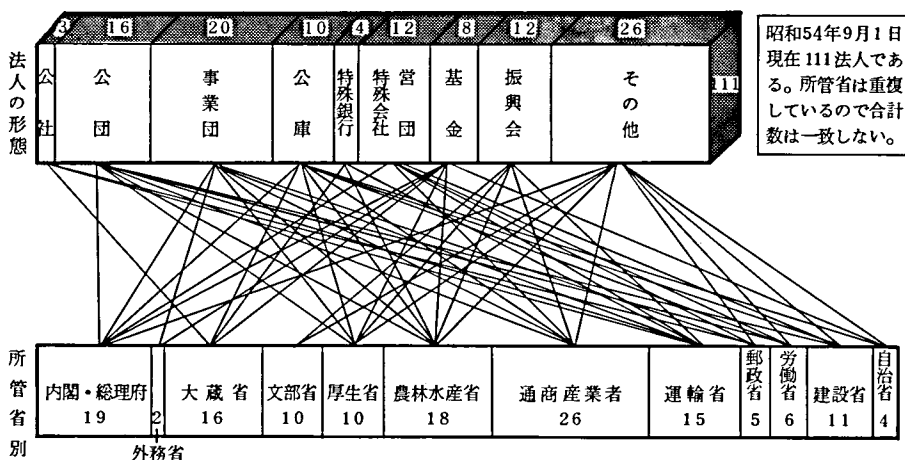 3 16 20 10 4 12 8 12 26
法人の形態
公社
公団
事業団
公庫
特殊銀行
特殊会社
営団
基金
振興会
その他
111
昭和54年9月1日
現在111法人であ
る。所管省は重複
しているので合計
数は一致しない。
所管省別
内閣・総理府
19
2
外務省
大蔵省
16
文部省
10
厚生省
10
農林水産省
18
通商産業者
26
運輸省
15
郵政省
5
労働省
6
建設省
11
自治省
4